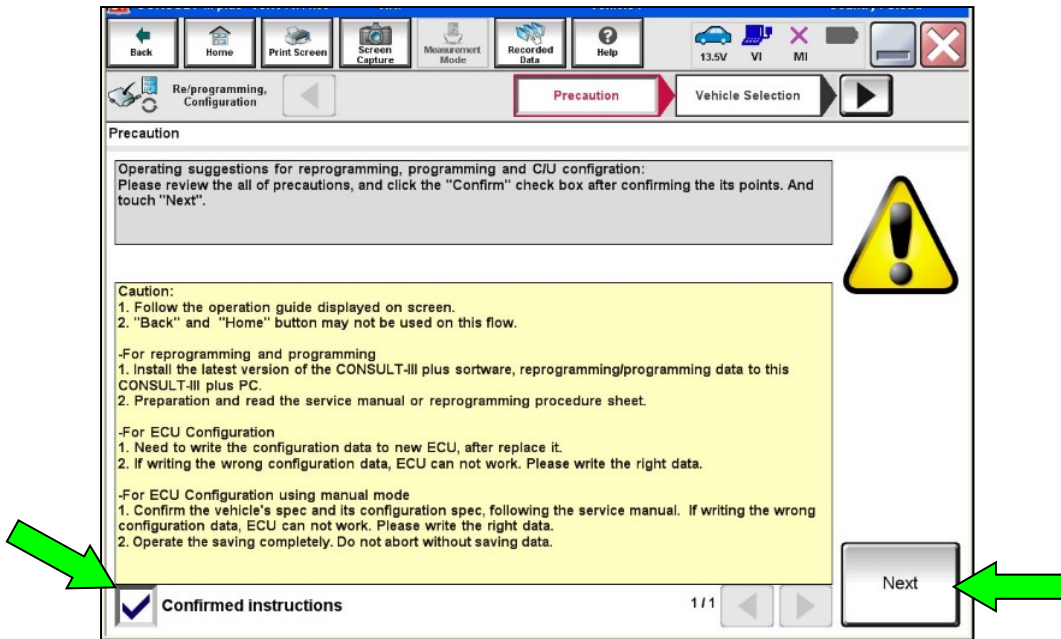 Back
Home
Print Screen
Screen
Capture
Measurement
Mode
Recorded
Data
Help
13.5V
VI
MI
Re/programming,
Configuration
Precaution
Vehicle Selection
Precaution
Operating suggestions for reprogramming, programming and C/U configration:
Please review the all of precautions, and click the "Confirm" check box after confirming the its points. And
touch "Next".
Caution:
1. Follow the operation guide displayed on screen.
2. "Back" and "Home" button may not be used on this flow.
-For reprogramming and programming
1. Install the latest version of the CONSULT-III plus sortware, reprogramming/programming data to this
CONSULT-III plus PC.
2. Preparation and read the service manual or reprogramming procedure sheet.
-For ECU Configuration
1. Need to write the configuration data to new ECU, after replace it.
2. If writing the wrong configuration data, ECU can not work. Please write the right data.
-For ECU Configuration using manual mode
1. Confirm the vehicle's spec and its configuration spec, following the service manual. If writing the wrong
configuration data, ECU can not work. Please write the right data.
2. Operate the saving completely. Do not abort without saving data.
Confirmed instructions
1/1
Next